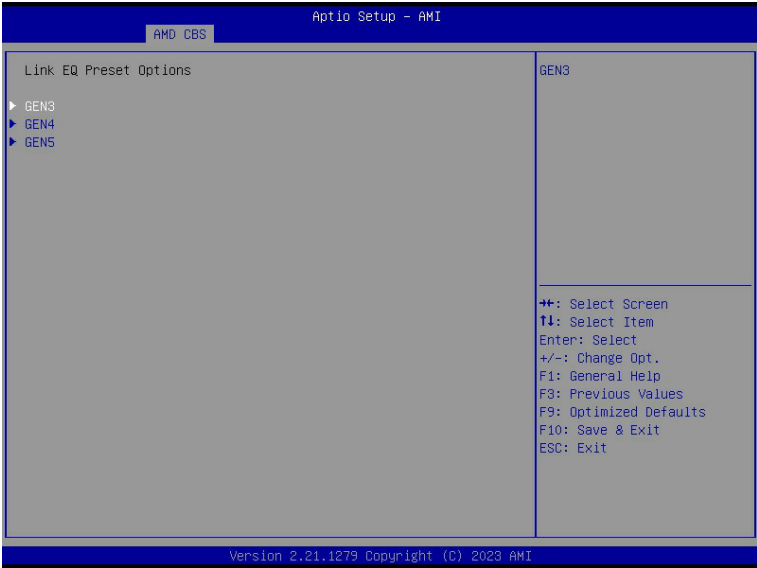 Aptio Setup - AMI
AMD CBS
Link EQ Preset Options
GEN3
GEN4
GEN5
GEN3
→←: Select Screen
↑↓: Select Item
Enter: Select
+/-: Change Opt.
F1: General Help
F3: Previous Values
F9: Optimized Defaults
F10: Save & Exit
ESC: Exit
Version 2.21.1279 Copyright (C) 2023 AMI